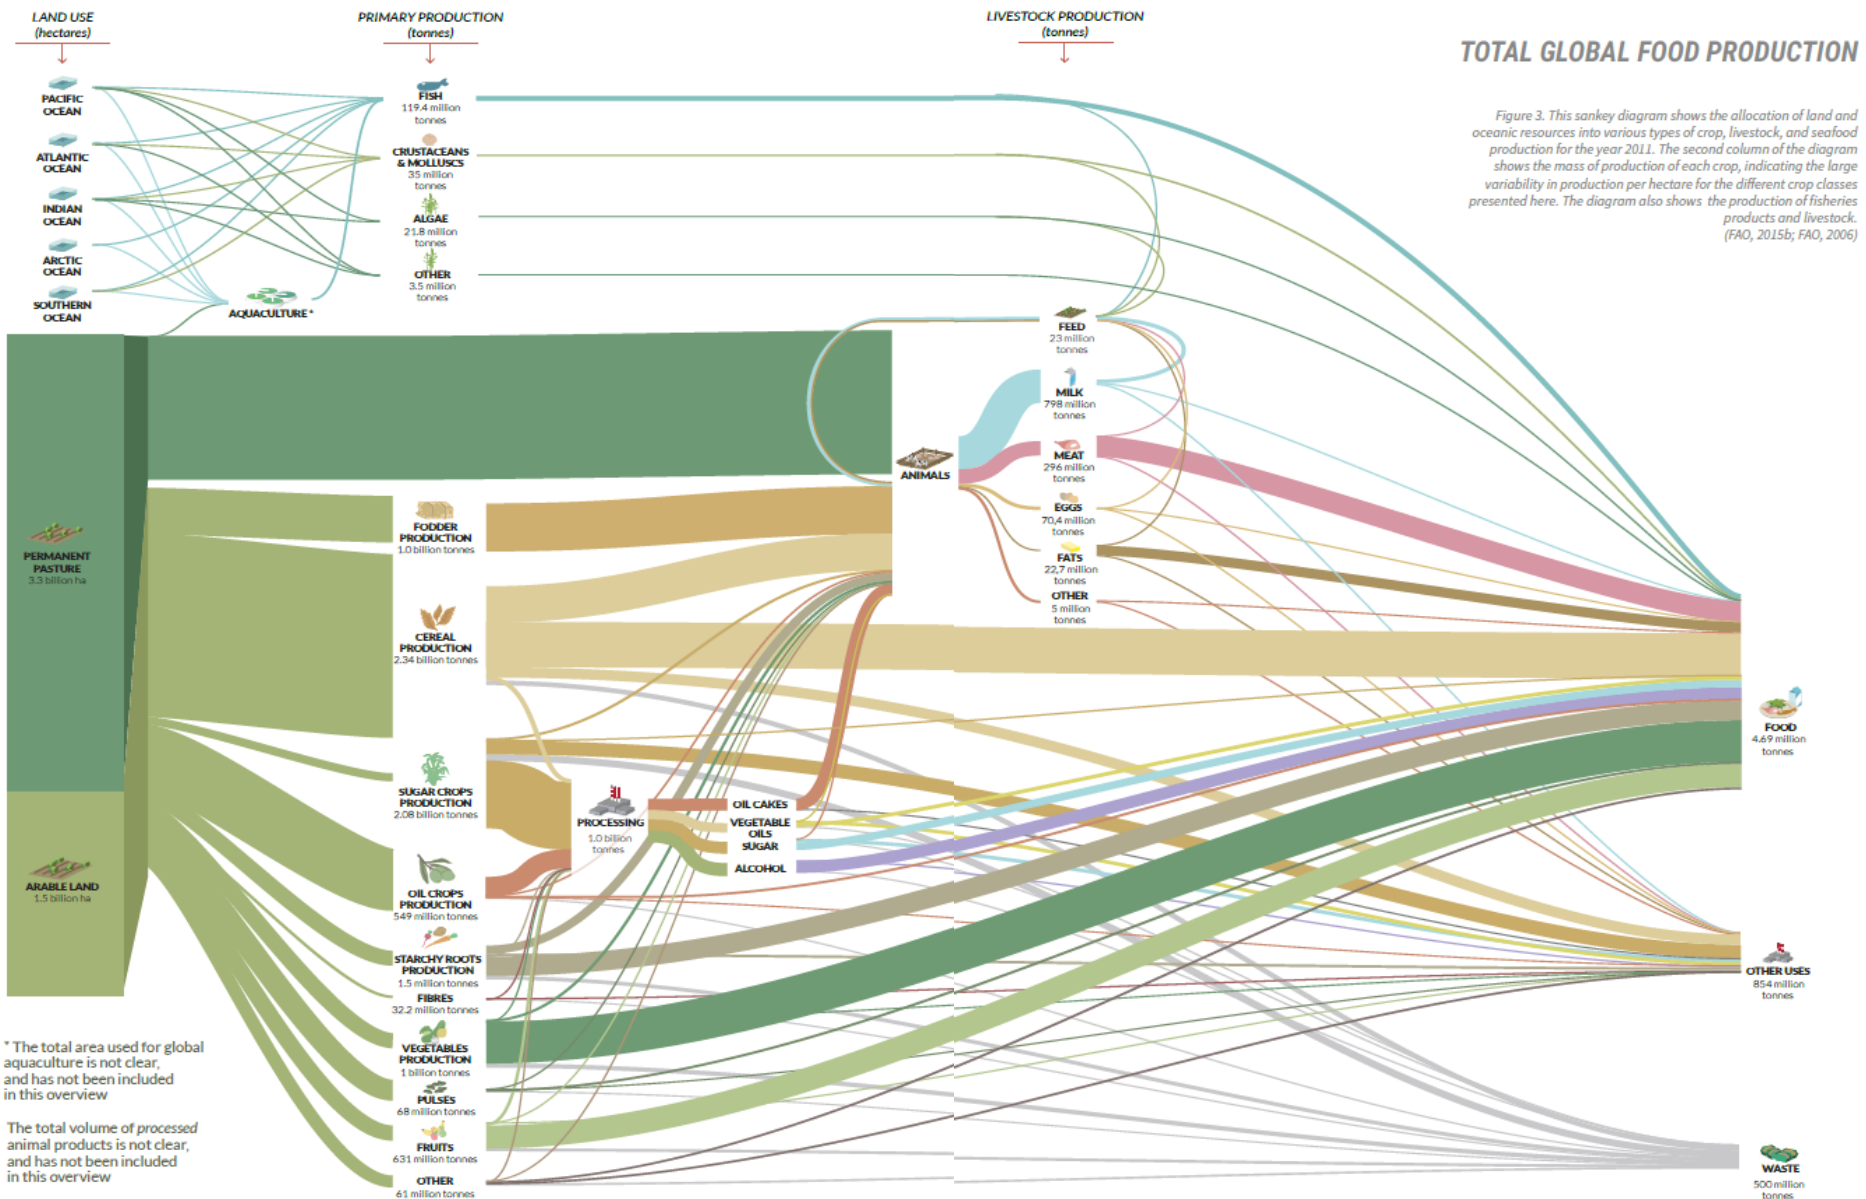 LAND USE
(hectares)
PRIMARY PRODUCTION
(tonnes)
LIVESTOCK PRODUCTION
(tonnes)
TOTAL GLOBAL FOOD PRODUCTION
Figure 3. This sankey diagram shows the allocation of land and
oceanic resources into various types of crop, livestock, and seafood
production for the year 2011. The second column of the diagram
shows the mass of production of each crop, indicating the large
variability in production per hectare for the different crop classes
presented here. The diagram also shows the production of fisheries
products and livestock.
(FAO, 2015b; FAO, 2006)
PACIFIC
OCEAN
ATLANTIC
OCEAN
INDIAN
OCEAN
ARCTIC
OCEAN
SOUTHERN
OCEAN
AQUACULTURE *
PERMANENT
PASTURE
3.3 billion ha
ARABLE LAND
1.5 billion ha
* The total area used for global
aquaculture is not clear,
and has not been included
in this overview
The total volume of processed
animal products is not clear,
and has not been included
in this overview
FISH
119.4 million
tonnes
CRUSTACEANS
& MOLLUSCS
35 million
tonnes
ALGAE
21.8 million
tonnes
OTHER
3.5 million
tonnes
FODDER
PRODUCTION
1.0 billion tonnes
CEREAL
PRODUCTION
2.34 billion tonnes
SUGAR CROPS
PRODUCTION
2.08 billion tonnes
OIL CROPS
PRODUCTION
549 million tonnes
STARCHY ROOTS
PRODUCTION
1.5 million tonnes
FIBRES
32.2 million tonnes
VEGETABLES
PRODUCTION
1 billion tonnes
PULSES
68 million tonnes
FRUITS
631 million tonnes
OTHER
61 million tonnes
PROCESSING
1.0 billion
tonnes
OIL CAKES
VEGETABLE
OILS
SUGAR
ALCOHOL
ANIMALS
FEED
23 million
tonnes
MILK
798 million
tonnes
MEAT
296 million
tonnes
EGGS
70,4 million
tonnes
FATS
22,7 million
tonnes
OTHER
5 million
tonnes
FOOD
4.69 million
tonnes
OTHER USES
854 million
tonnes
WASTE
500 million
tonnes